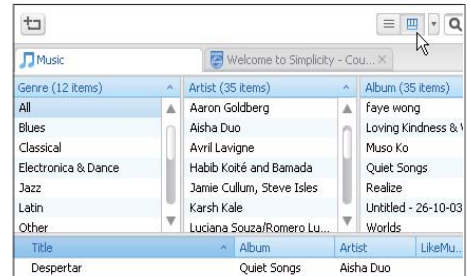 Music
Welcome to Simplicity - Cou...
Genre (12 items)
All
Blues
Classical
Electronica & Dance
Jazz
Latin
Other
Artist (35 items)
Aaron Goldberg
Aisha Duo
Avril Lavigne
Habib Koité and Bamada
Jamie Cullum, Steve Isles
Karsh Kale
Luciana Souza/Romero Lu...
Album (35 items)
faye wong
Loving Kindness &
Muso Ko
Quiet Songs
Realize
Untitled - 26-10-03
Worlds
Title Album Artist LikeMu...
Despertar Quiet Songs Aisha Duo